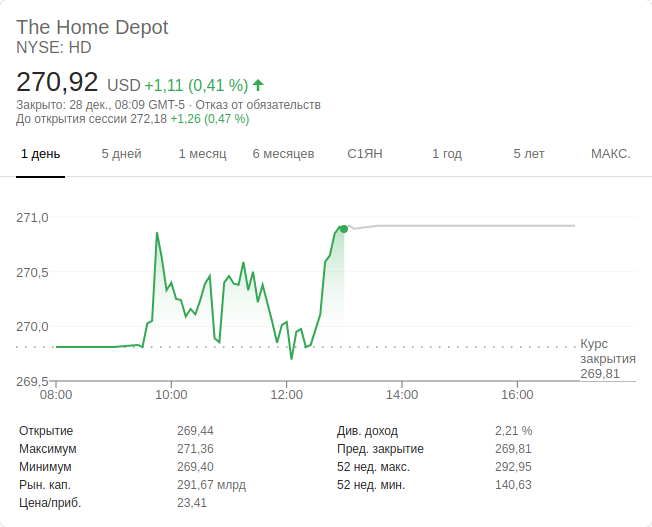 The Home Depot
NYSE: HD
270,92 USD +1,11 (0,41 %)
Закрыто: 28 дек., 08:09 GMT-5 · Отказ от обязательств
До открытия сессии 272,18 +1,26 (0,47 %)
1 день 5 дней 1 месяц 6 месяцев С1ЯН 1 год 5 лет МАКС.
271,0
270,5
270,0
269,5
Курс
закрытия
269,81
08:00 10:00 12:00 14:00 16:00
Открытие 269,44 Див. доход 2,21 %
Максимум 271,36 Пред. закрытие 269,81
Минимум 269,40 52 нед. макс. 292,95
Рын. кап. 291,67 млрд 52 нед. мин. 140,63
Цена/приб. 23,41